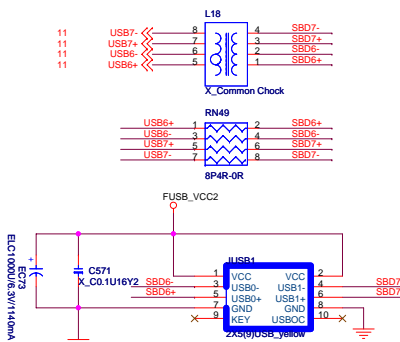 L18
11 USB7- 8 4 SBD7-
11 USB7+ 7 3 SBD7+
11 USB6- 6 2 SBD6-
11 USB6+ 5 1 SBD6+
X_Common Chock
RN49
USB6+ 1 2 SBD6+
USB6- 3 4 SBD6-
USB7+ 5 6 SBD7+
USB7- 7 8 SBD7-
8P4R-0R
FUSB_VCC2
JUSB1
1 VCC VCC 2
SBD6- 3 USB0- USB1- 4 SBD7
SBD6+ 5 USB0+ USB1+ 6 SBD7
7 GND GND 8
9 KEY USBOC 10
2X5(9)USB_yellow
+
EC73
ELC1000U/6.3V/1140mA
C571
X_C0.1U16Y2